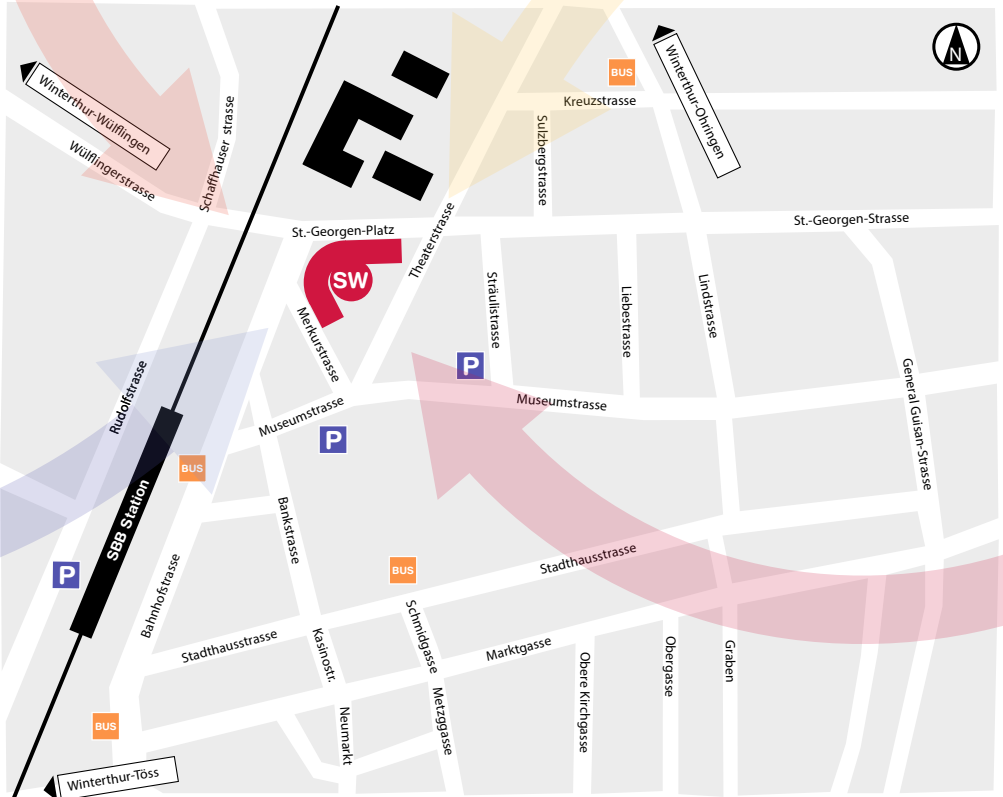 N
BUS
Winterthur-Wülflingen
Winterthur-Ohringen
Kreuzstrasse
Schaffhauser strasse
Sulzbergstrasse
Wülflingerstrasse
St.-Georgen-Platz
St.-Georgen-Strasse
Theaterstrasse
SW
Sträulistrasse
Liebestrasse
Lindstrasse
Merkurstrasse
Rudolfstrasse
P
General Guisan-Strasse
Museumstrasse
Museumstrasse
P
BUS
SBB Station
Bankstrasse
P
Bahnhofstrasse
BUS
Stadthausstrasse
Schmidgasse
Stadthausstrasse
Kasinostr.
Marktgasse
Obere Kirchgasse
Obergasse
Graben
Metzggasse
Neumarkt
BUS
Winterthur-Töss